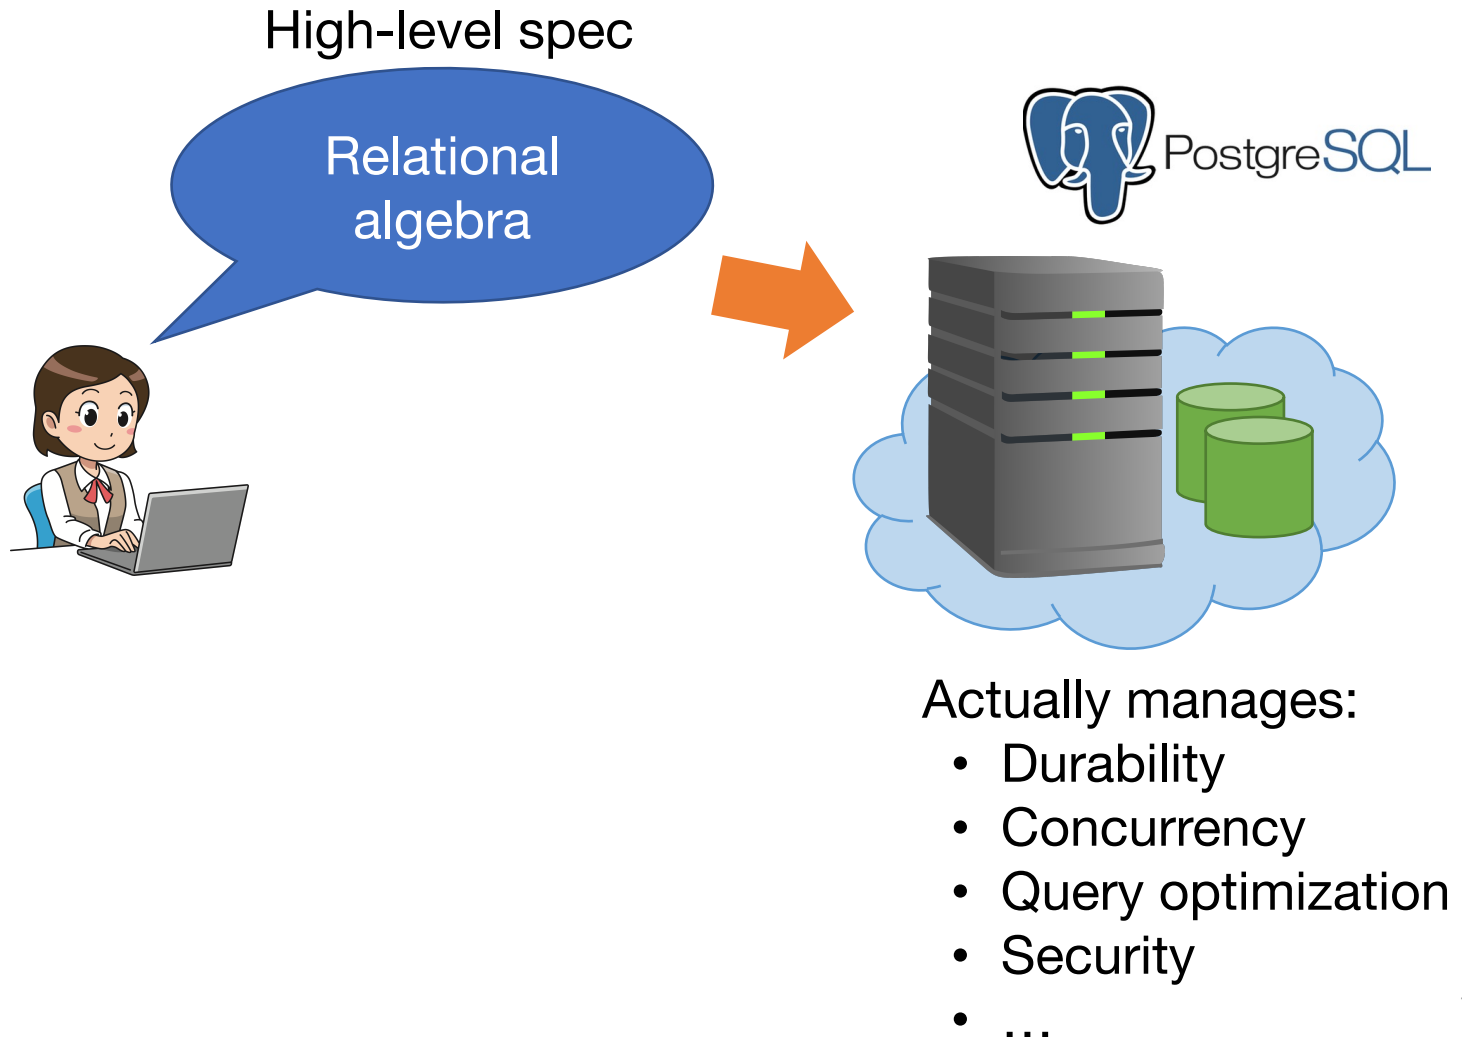 High-level spec
Relational
algebra
PostgreSQL
Actually manages:
• Durability
• Concurrency
• Query optimization
• Security
• ...